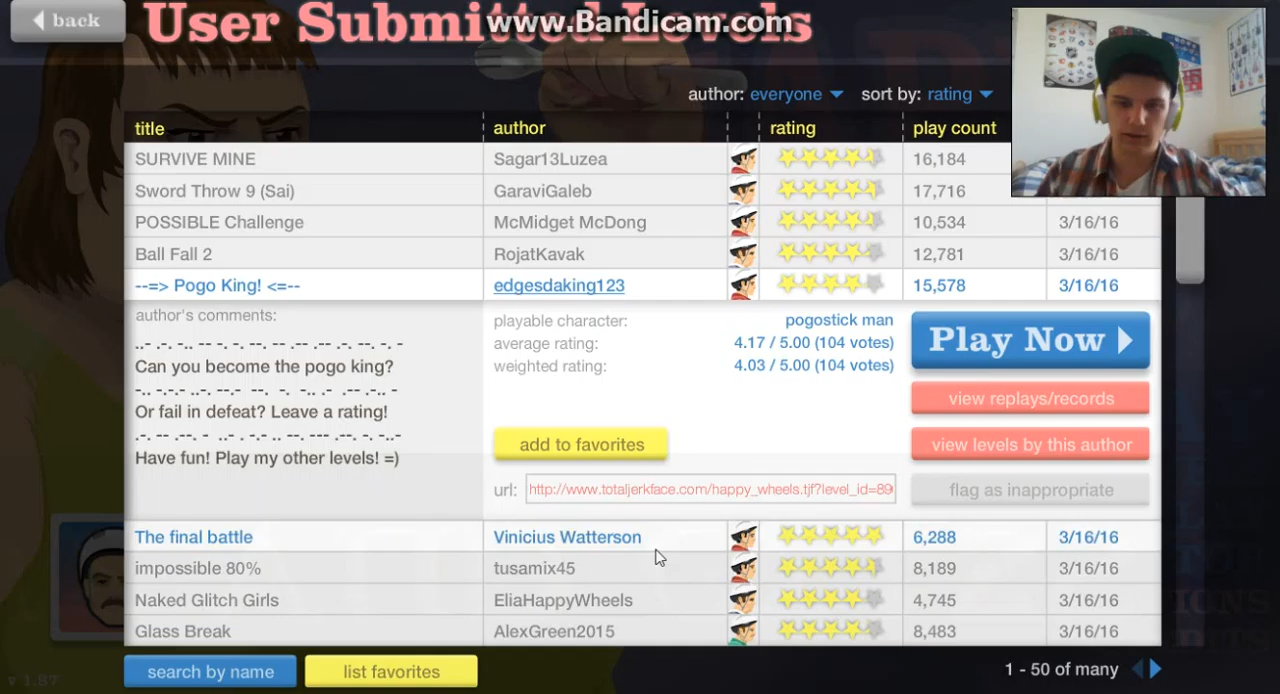 back
User Submitted Levels
www.Bandicam.com
author: everyone sort by: rating
title author rating play count
SURVIVE MINE Sagar13Luzea 16,184
Sword Throw 9 (Sai) GaraviGaleb 17,716
POSSIBLE Challenge McMidget McDong 10,534 3/16/16
Ball Fall 2 RojatKavak 12,781 3/16/16
--=> Pogo King! <=-- edgesdaking123 15,578 3/16/16
author's comments:
Can you become the pogo king?
Or fail in defeat? Leave a rating!
Have fun! Play my other levels! =)
playable character: pogostick man
average rating: 4.17 / 5.00 (104 votes)
weighted rating: 4.03 / 5.00 (104 votes)
add to favorites
url: http://www.totaljerkface.com/happy_wheels.tjf?level_id=89
Play Now
view replays/records
view levels by this author
flag as inappropriate
The final battle Vinicius Watterson 6,288 3/16/16
impossible 80% tusamix45 8,189 3/16/16
Naked Glitch Girls EliaHappyWheels 4,745 3/16/16
Glass Break AlexGreen2015 8,483 3/16/16
search by name list favorites 1 - 50 of many
v 1.87